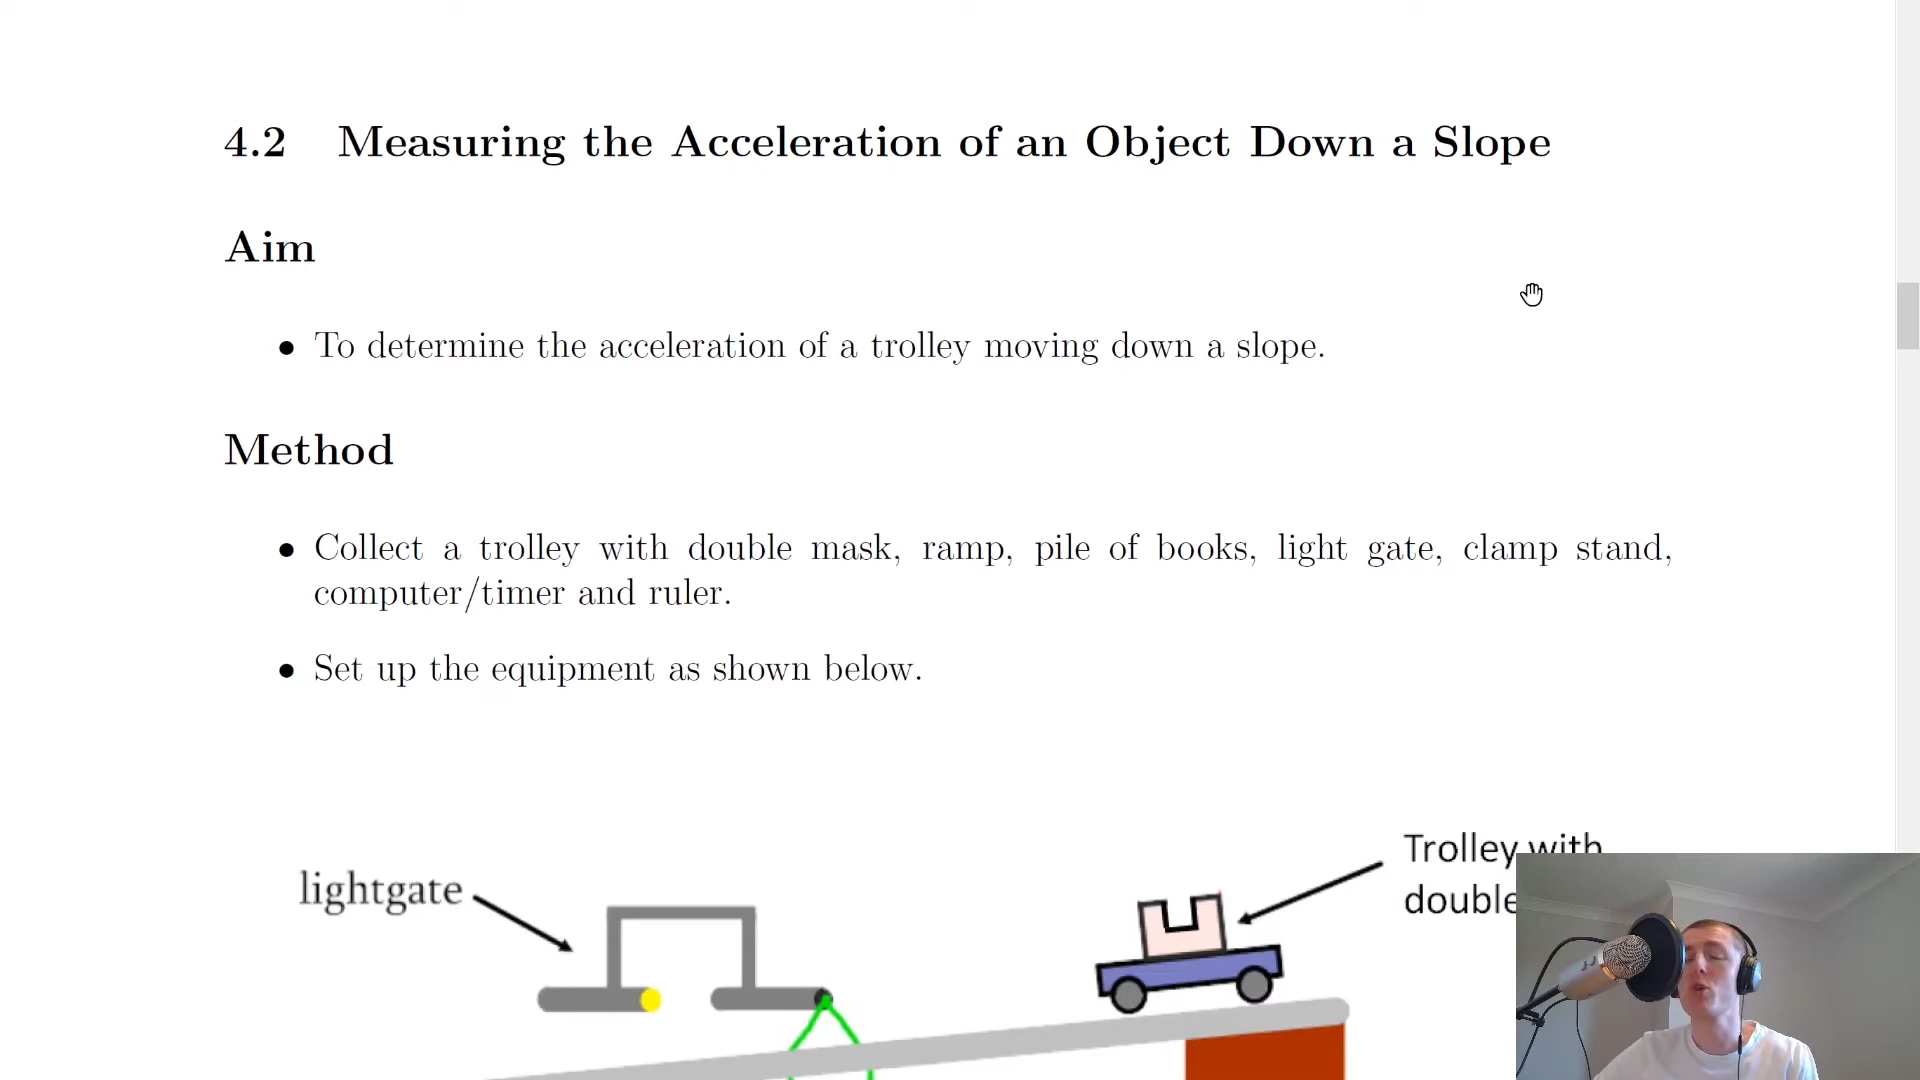 4.2 Measuring the Acceleration of an Object Down a Slope
Aim
• To determine the acceleration of a trolley moving down a slope.
Method
• Collect a trolley with double mask, ramp, pile of books, light gate, clamp stand,
computer/timer and ruler.
• Set up the equipment as shown below.
lightgate
Trolley with
double